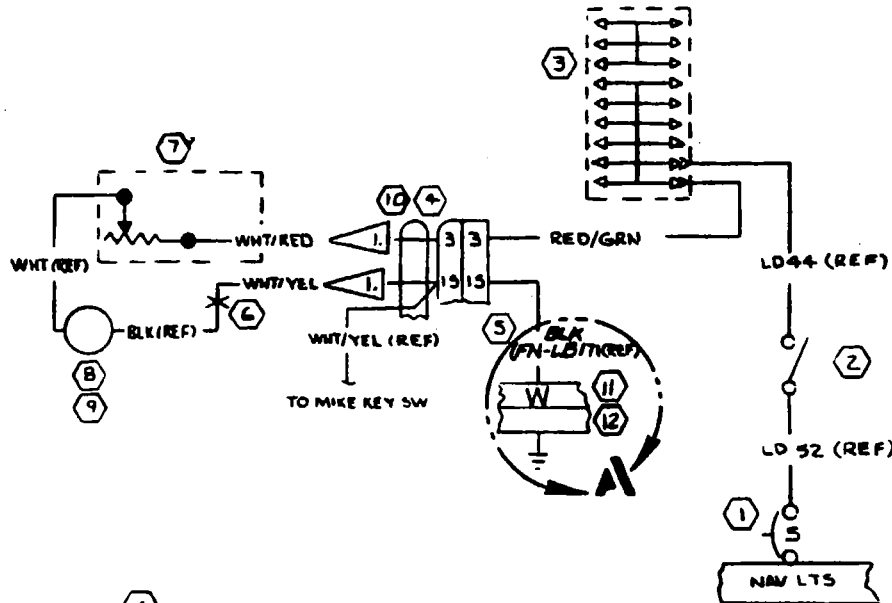 3
7
10 4
WHT/RED
1.
3 3
RED/GRN
WHT (REF)
LD44 (REF)
WHT/YEL
1.
15 15
6
BLK(REF)
WHT/YEL (REF)
5
BLK
(REF)
2
8
9
TO MIKE KEY SW
W
11
12
A
LD 52 (REF)
1
5
NAV LTS